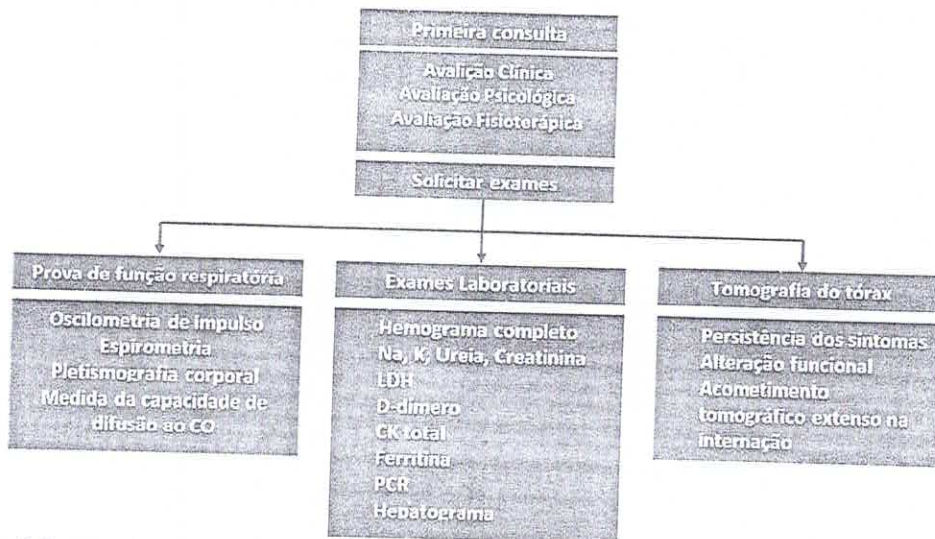 Primeira consulta
Avalição Clínica
Avaliação Psicológica
Avaliação Fisioterápica
Solicitar exames
Prova de função respiratória
Oscilometria de impulso
Espirometria
Pletismografia corporal
Medida da capacidade de
difusão ao CO
Exames Laboratoriais
Hemograma completo
Na, K, Ureia, Creatinina
LDH
D-dimero
CK total
Ferritina
PCR
Hepatograma
Tomografia do tórax
Persistência dos sintomas
Alteração funcional
Acometimento
tomográfico extenso na
internação